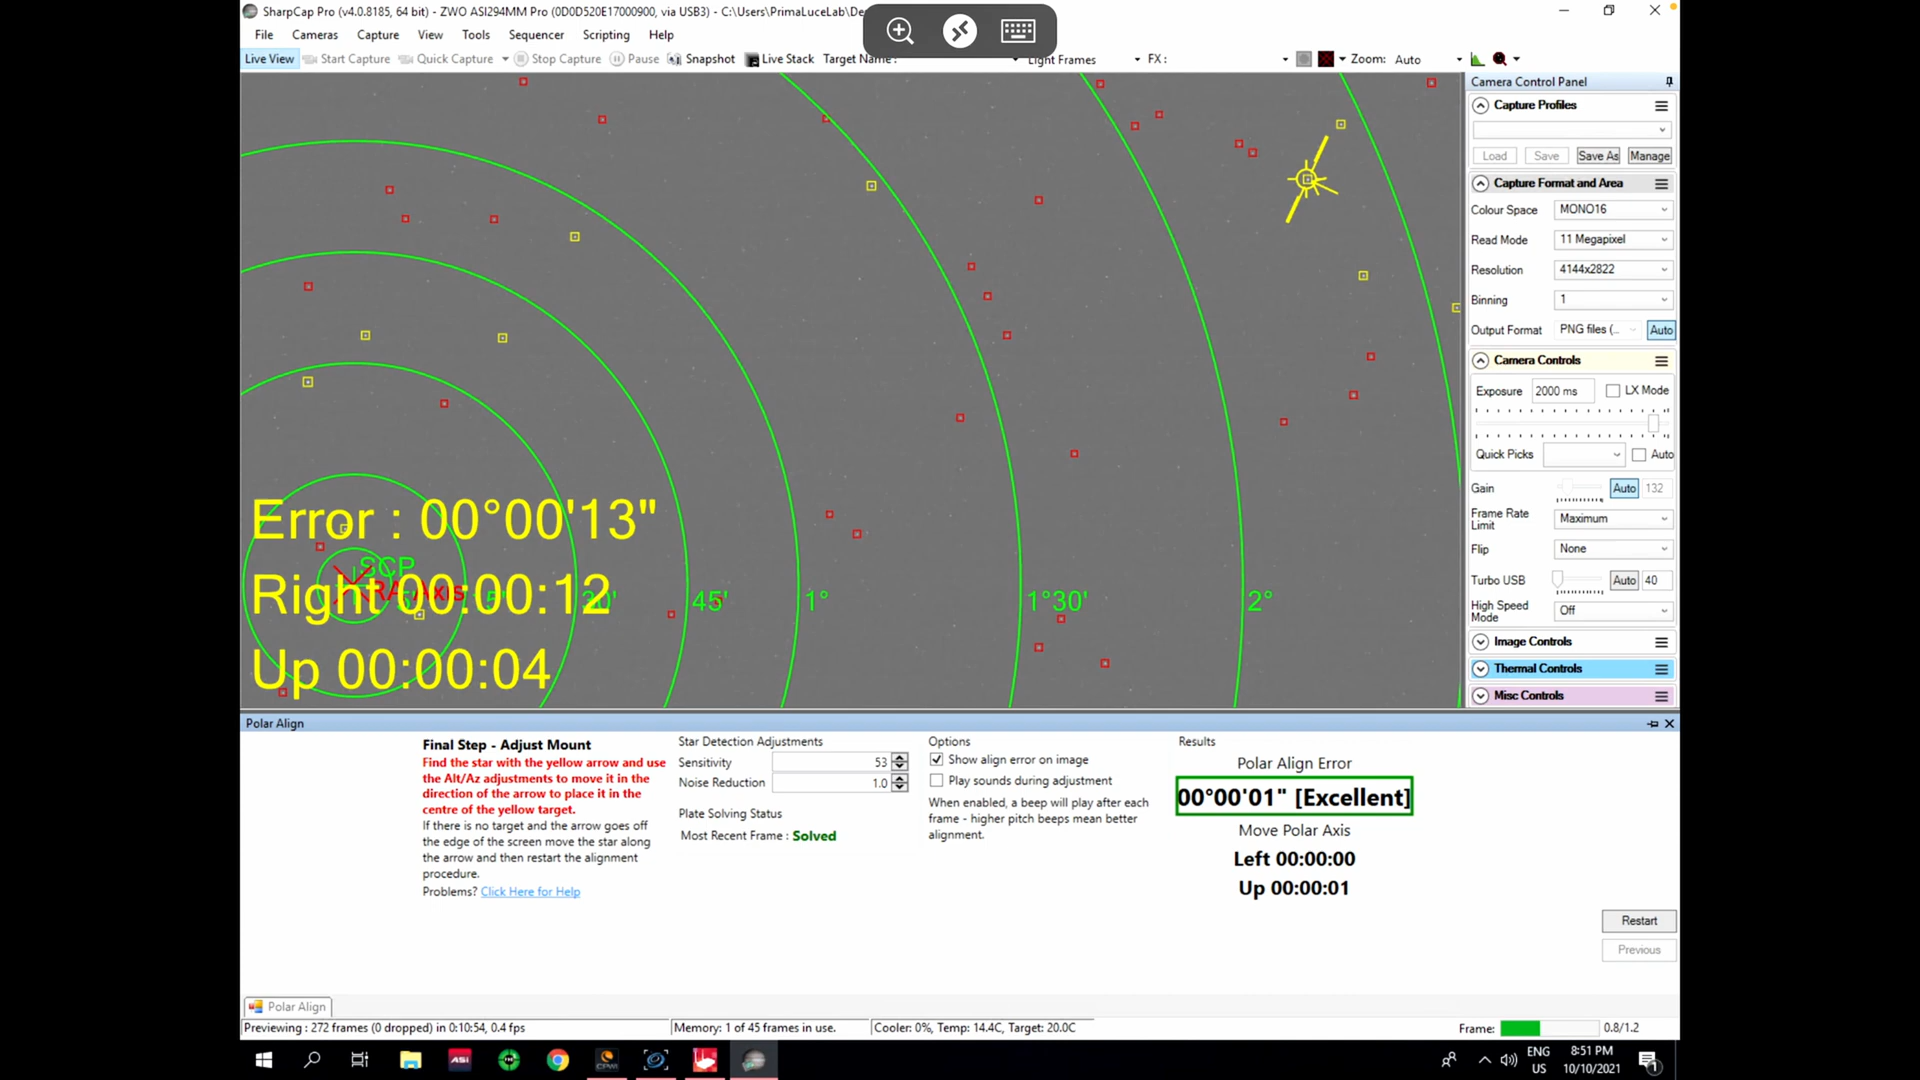 SharpCap Pro (v4.0.8185, 64 bit) - ZWO ASI294MM Pro (0D0D520E17000900, via USB3) - C:\Users\PrimaLuceLab\De
File Cameras Capture View Tools Sequencer Scripting Help
Live View Start Capture Quick Capture Stop Capture Pause Snapshot Live Stack Target Name: Light Frames FX: Zoom: Auto
Camera Control Panel
Capture Profiles
Load Save Save As Manage
Capture Format and Area
Colour Space MONO16
Read Mode 11 Megapixel
Resolution 4144x2822
Binning 1
Output Format PNG files (.. Auto
Camera Controls
Exposure 2000 ms LX Mode
Quick Picks Auto
Gain Auto 132
Frame Rate Limit Maximum
Flip None
Turbo USB Auto 40
High Speed Mode Off
Image Controls
Thermal Controls
Misc Controls
Error : 00°00'13"
SCP
RA Axis
Right 00:00:12
Up 00:00:04
30' 45' 1° 1°30' 2°
Polar Align
Final Step - Adjust Mount
Find the star with the yellow arrow and use
the Alt/Az adjustments to move it in the
direction of the arrow to place it in the
centre of the yellow target.
If there is no target and the arrow goes off
the edge of the screen move the star along
the arrow and then restart the alignment
procedure.
Problems? Click Here for Help
Star Detection Adjustments
Sensitivity 53
Noise Reduction 1.0
Plate Solving Status
Most Recent Frame : Solved
Options
Show align error on image
Play sounds during adjustment
When enabled, a beep will play after each
frame - higher pitch beeps mean better
alignment.
Results
Polar Align Error
00°00'01" [Excellent]
Move Polar Axis
Left 00:00:00
Up 00:00:01
Restart
Previous
Polar Align
Previewing : 272 frames (0 dropped) in 0:10:54, 0.4 fps
Memory: 1 of 45 frames in use.
Cooler: 0%, Temp: 14.4C, Target: 20.0C
Frame: 0.8/1.2
ASI
CPWI
ENG
US
8:51 PM
10/10/2021
1